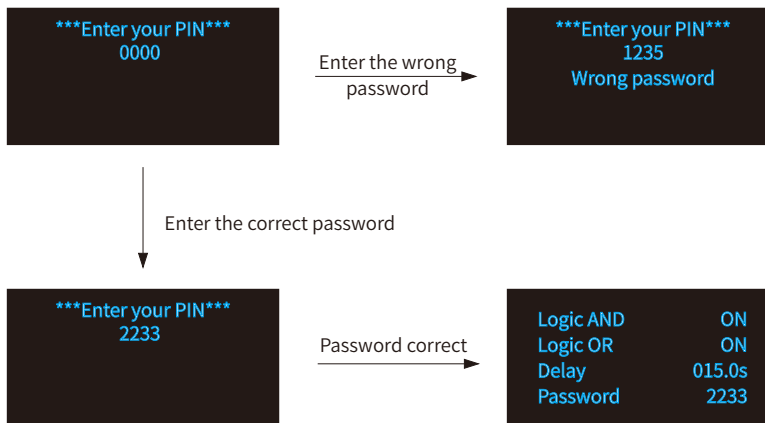 ***Enter your PIN***
0000
Enter the wrong
password
***Enter your PIN***
1235
Wrong password
Enter the correct password
***Enter your PIN***
2233
Password correct
Logic AND ON
Logic OR ON
Delay 015.0s
Password 2233